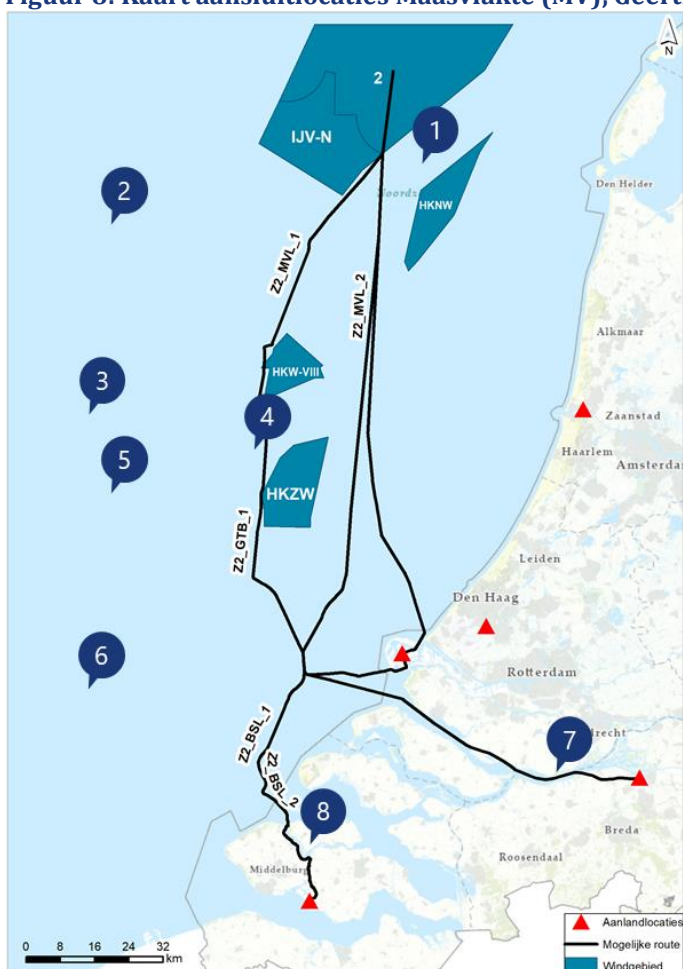 Figuur 8: Kaart aansluitlocaties Maasvlakte (MV), Geert
N
2
1
IJV-N
2
HKNW
Den Helder
Z2_MVL_1
Z2_MVL_2
Alkmaar
HKW-VIII
3
4
Zaanstad
Haarlem
5
Amsterda
HKZW
Z2_GTB_1
Leiden
Den Haag
6
Rotterdam
Z2_BSL_1
7
drecht
Z2_BSL_2
8
Breda
Middelburg
Roosendaal
Aanlandlocaties
Mogelijke route
Windgebied
0 8 16 24 32
km